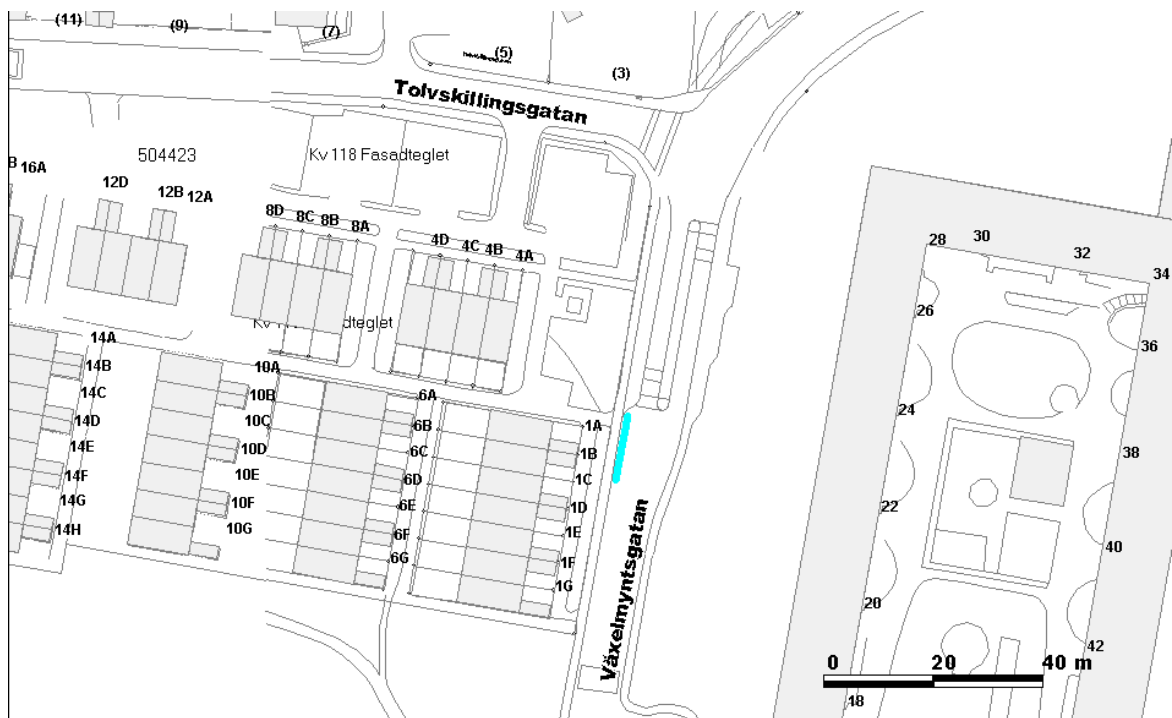 (11)
(9)
(7)
(5)
(3)
Tolvskillingsgatan
504423
Kv 118 Fasadteglet
B
16A
12D
12B
12A
8D
8C
8B
8A
4D
4C
4B
4A
28
30
32
34
26
36
14A
14B
14C
14D
14E
14F
14G
14H
10A
10B
10C
10D
10E
10F
10G
6A
6B
6C
6D
6E
6F
6G
1A
1B
1C
1D
1E
1F
1G
24
38
22
40
20
42
18
Växelmyntsgatan
0 20 40 m